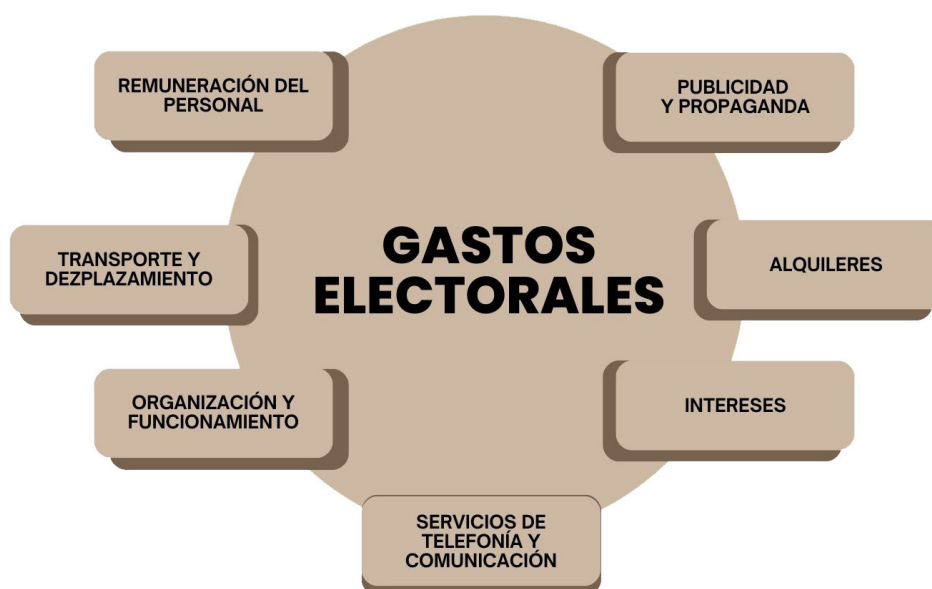 REMUNERACIÓN DEL
PERSONAL
PUBLICIDAD
Y PROPAGANDA
GASTOS
ELECTORALES
TRANSPORTE Y
DEZPLAZAMIENTO
ALQUILERES
ORGANIZACIÓN Y
FUNCIONAMIENTO
INTERESES
SERVICIOS DE
TELEFONÍA Y
COMUNICACIÓN